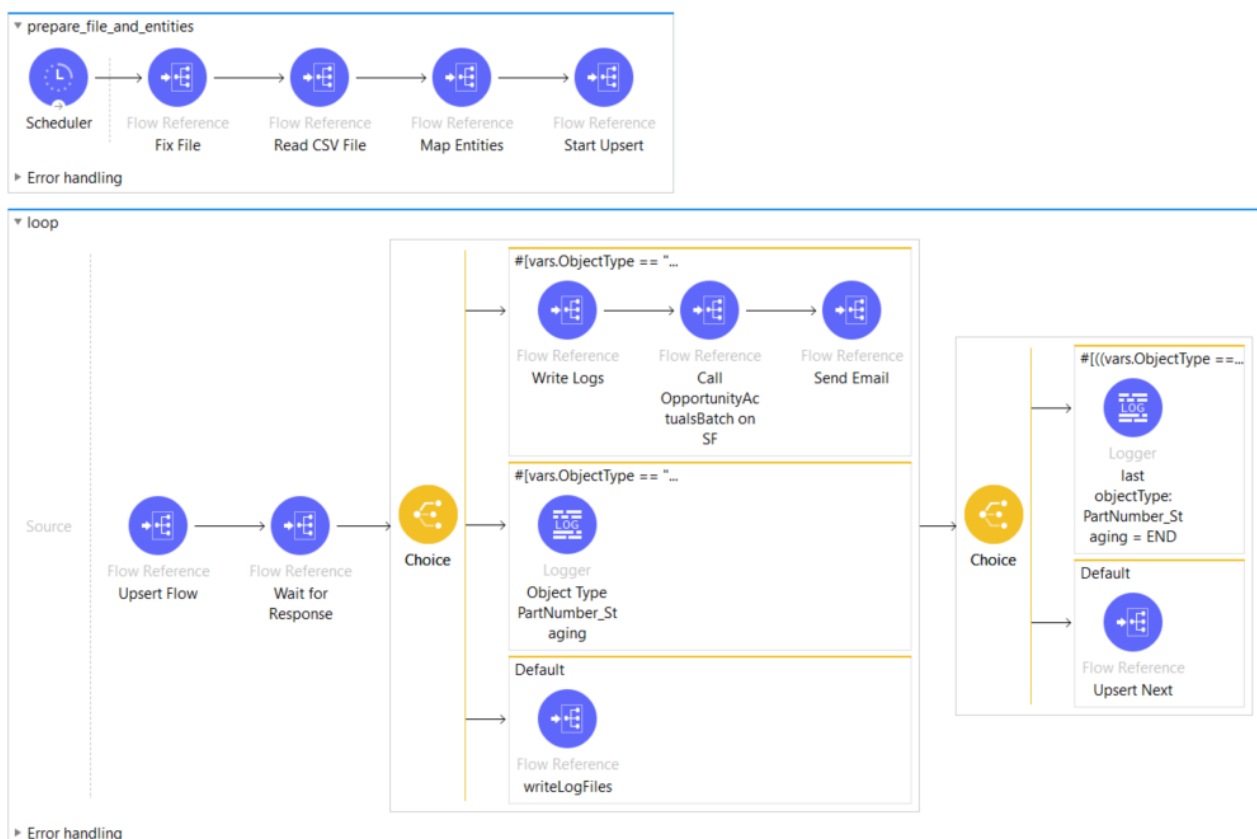 prepare_file_and_entities
Scheduler
Flow Reference
Fix File
Flow Reference
Read CSV File
Flow Reference
Map Entities
Flow Reference
Start Upsert
Error handling
loop
Source
Flow Reference
Upsert Flow
Flow Reference
Wait for
Response
Choice
#[vars.ObjectType == "...
Flow Reference
Write Logs
Flow Reference
Call
OpportunityAc
tualsBatch on
SF
Flow Reference
Send Email
#[vars.ObjectType == "...
LOG
Logger
Object Type
PartNumber_St
aging
Default
Flow Reference
writeLogFiles
Choice
#[((vars.ObjectType ==...
LOG
Logger
last
objectType:
PartNumber_St
aging = END
Default
Flow Reference
Upsert Next
Error handling